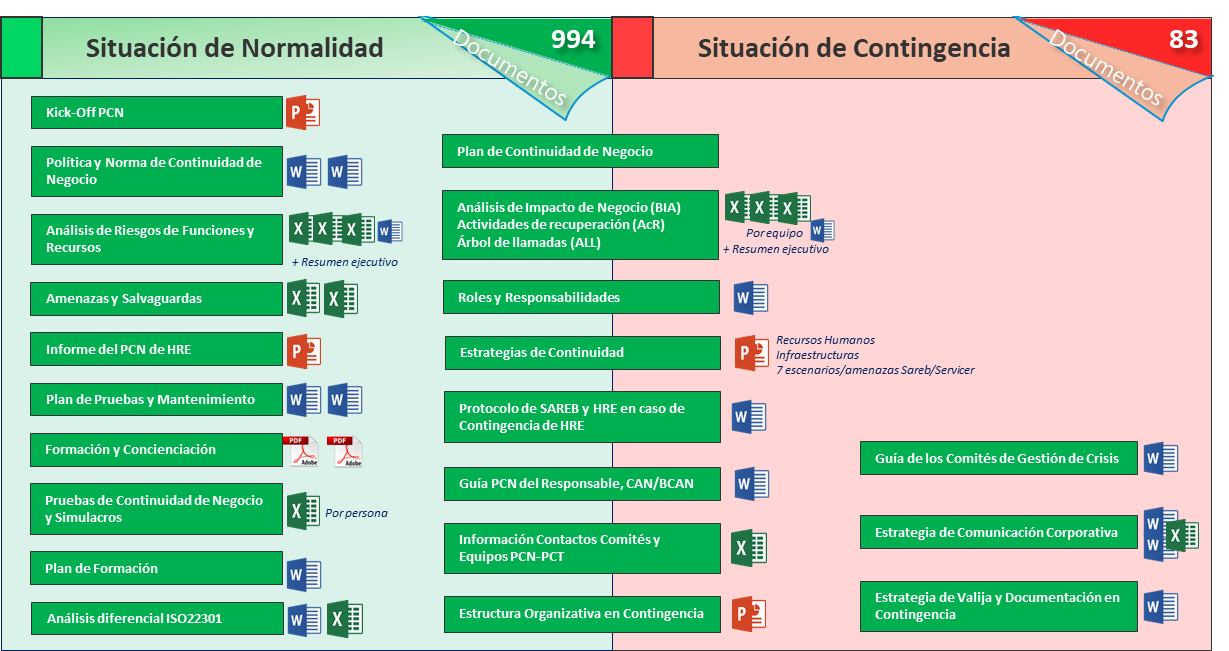 Situación de Normalidad
Documentos
994
Situación de Contingencia
Documentos
83
Kick-Off PCN
P
Política y Norma de Continuidad de
Negocio
W W
Análisis de Riesgos de Funciones y
Recursos
X X X W
+ Resumen ejecutivo
Amenazas y Salvaguardas
X X
Informe del PCN de HRE
P
Plan de Pruebas y Mantenimiento
W W
Formación y Concienciación
PDF Adobe
PDF Adobe
Pruebas de Continuidad de Negocio
y Simulacros
X
Por persona
Plan de Formación
W
Análisis diferencial ISO22301
W X
Plan de Continuidad de Negocio
Análisis de Impacto de Negocio (BIA)
Actividades de recuperación (AcR)
Árbol de llamadas (ALL)
X X X
Por equipo W
+ Resumen ejecutivo
Roles y Responsabilidades
W
Estrategias de Continuidad
P
Recursos Humanos
Infraestructuras
7 escenarios/amenazas Sareb/Servicer
Protocolo de SAREB y HRE en caso de
Contingencia de HRE
W
Guía PCN del Responsable, CAN/BCAN
W
Información Contactos Comités y
Equipos PCN-PCT
X
Estructura Organizativa en Contingencia
P
Guía de los Comités de Gestión de Crisis
W
Estrategia de Comunicación Corporativa
W
W
X
Estrategia de Valija y Documentación en
Contingencia
W